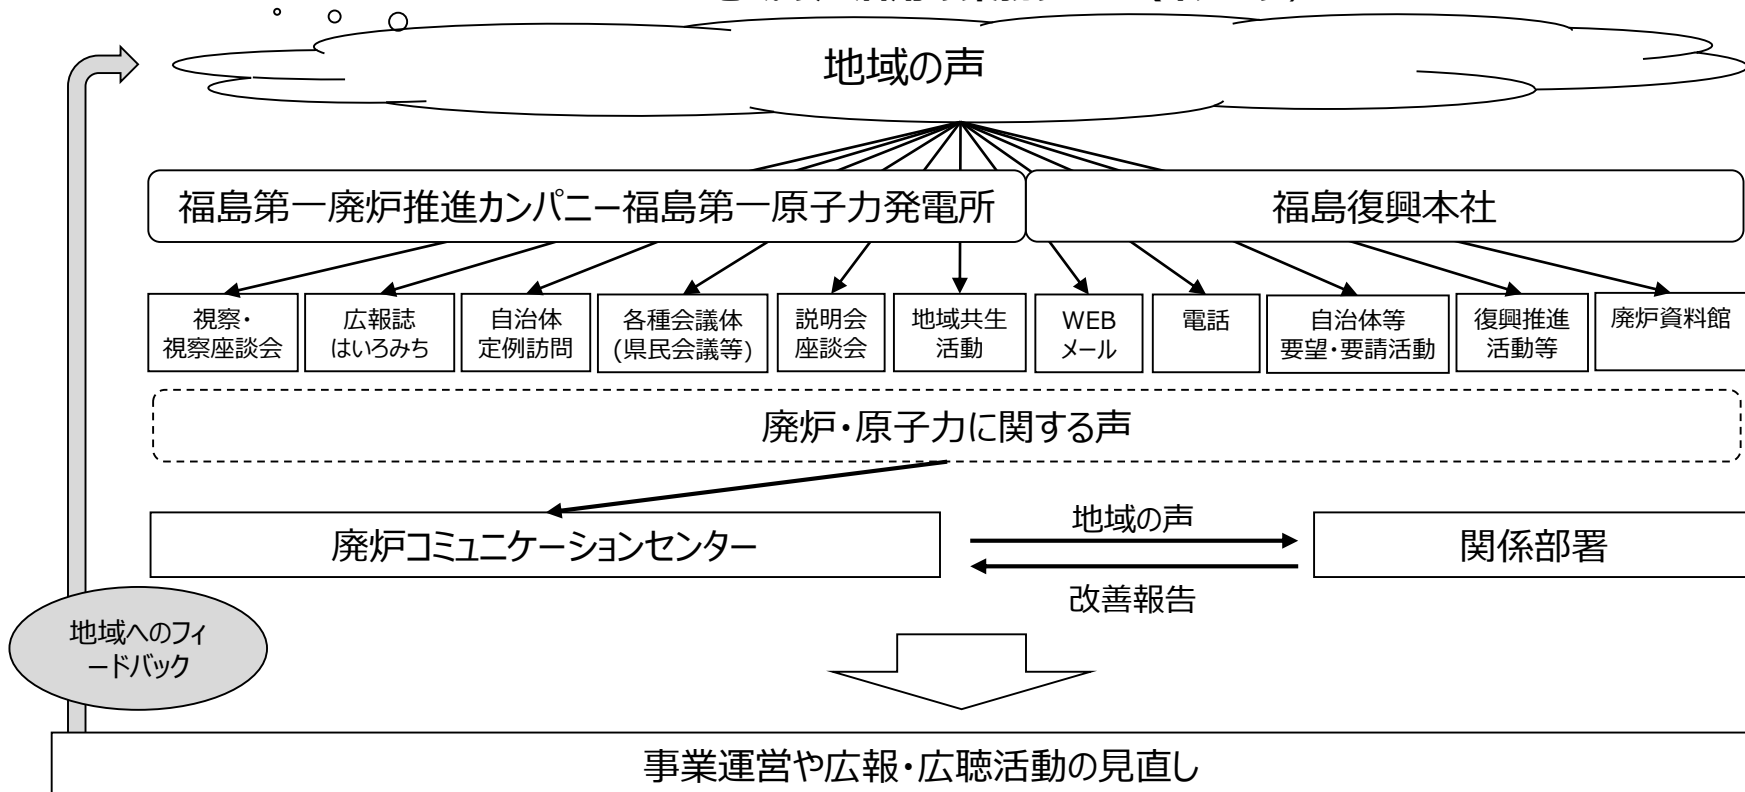 地域の声
福島第一廃炉推進カンパニー福島第一原子力発電所
福島復興本社
視察・
視察座談会
広報誌
はいろみち
自治体
定例訪問
各種会議体
(県民会議等)
説明会
座談会
地域共生
活動
WEB
メール
電話
自治体等
要望・要請活動
復興推進
活動等
廃炉資料館
廃炉・原子力に関する声
廃炉コミュニケーションセンター
地域の声
改善報告
関係部署
地域へのフィ
ードバック
事業運営や広報・広聴活動の見直し